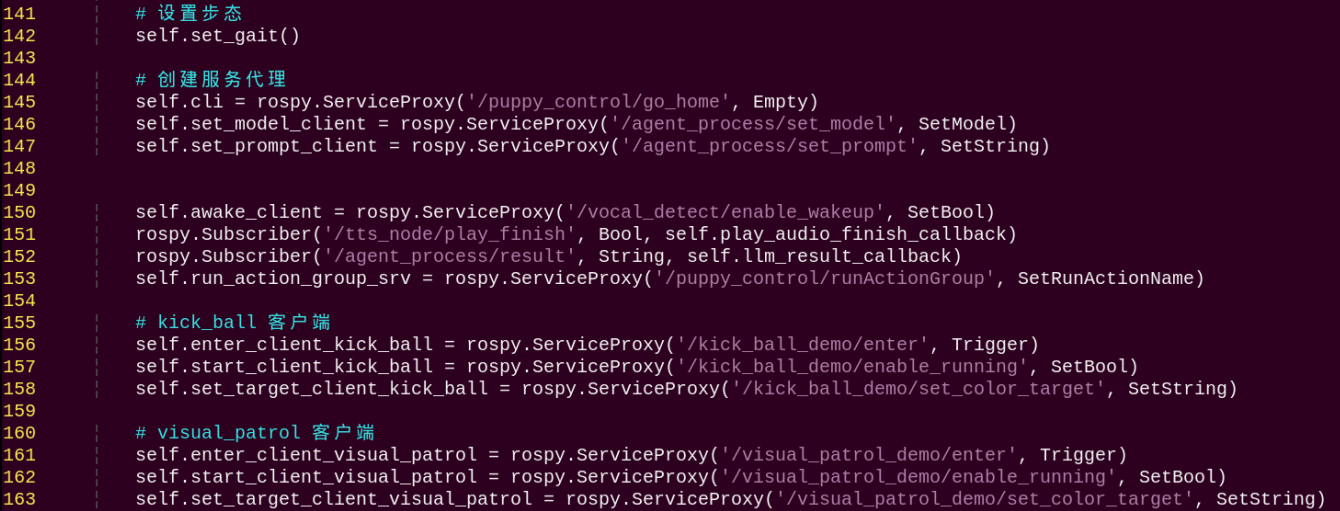 141 # 设置步态
142 self.set_gait()
143
144 # 创建服务代理
145 self.cli = rospy.ServiceProxy('/puppy_control/go_home', Empty)
146 self.set_model_client = rospy.ServiceProxy('/agent_process/set_model', SetModel)
147 self.set_prompt_client = rospy.ServiceProxy('/agent_process/set_prompt', SetString)
148
149
150 self.awake_client = rospy.ServiceProxy('/vocal_detect/enable_wakeup', SetBool)
151 rospy.Subscriber('/tts_node/play_finish', Bool, self.play_audio_finish_callback)
152 rospy.Subscriber('/agent_process/result', String, self.llm_result_callback)
153 self.run_action_group_srv = rospy.ServiceProxy('/puppy_control/runActionGroup', SetRunActionName)
154
155 # kick_ball 客户端
156 self.enter_client_kick_ball = rospy.ServiceProxy('/kick_ball_demo/enter', Trigger)
157 self.start_client_kick_ball = rospy.ServiceProxy('/kick_ball_demo/enable_running', SetBool)
158 self.set_target_client_kick_ball = rospy.ServiceProxy('/kick_ball_demo/set_color_target', SetString)
159
160 # visual_patrol 客户端
161 self.enter_client_visual_patrol = rospy.ServiceProxy('/visual_patrol_demo/enter', Trigger)
162 self.start_client_visual_patrol = rospy.ServiceProxy('/visual_patrol_demo/enable_running', SetBool)
163 self.set_target_client_visual_patrol = rospy.ServiceProxy('/visual_patrol_demo/set_color_target', SetString)